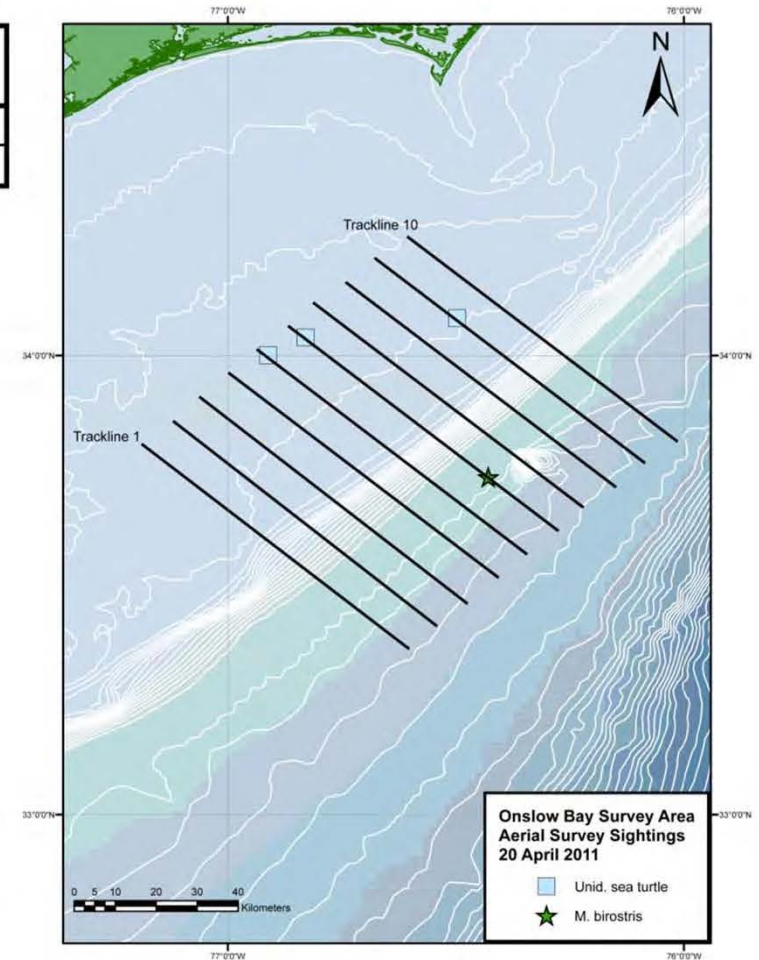 77°0'0"W 76°0'0"W
N
Trackline 10
34°0'0"N 34°0'0"N
Trackline 1
33°0'0"N 33°0'0"N
Onslow Bay Survey Area
Aerial Survey Sightings
20 April 2011
Unid. sea turtle
M. birostris
0 5 10 20 30 40
Kilometers
77°0'0"W 76°0'0"W